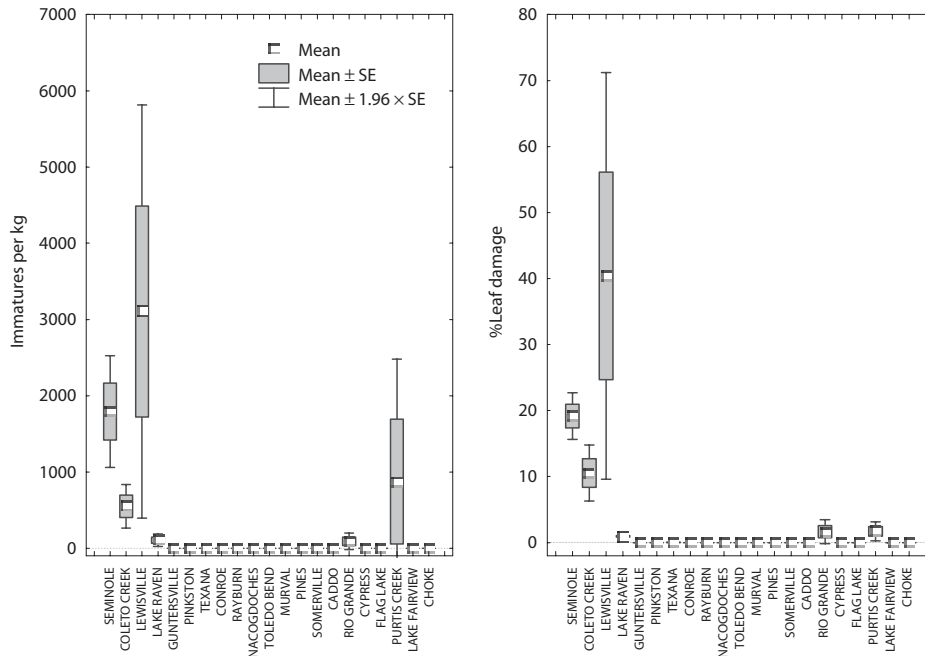 7000
6000
5000
4000
3000
2000
1000
0
Immatures per kg
Mean
Mean ± SE
Mean ± 1.96 × SE
SEMINOLE
COLETO CREEK
LEWISVILLE
LAKE RAVEN
GUNTERSVILLE
PINKSTON
TEXANA
CONROE
RAYBURN
NACOGDOCHES
TOLEDO BEND
MURVAL
PINES
SOMERVILLE
CADDO
RIO GRANDE
CYPRESS
FLAG LAKE
PURTIS CREEK
LAKE FAIRVIEW
CHOKE
80
70
60
50
40
30
20
10
0
%Leaf damage
SEMINOLE
COLETO CREEK
LEWISVILLE
LAKE RAVEN
GUNTERSVILLE
PINKSTON
TEXANA
CONROE
RAYBURN
NACOGDOCHES
TOLEDO BEND
MURVAL
PINES
SOMERVILLE
CADDO
RIO GRANDE
CYPRESS
FLAG LAKE
PURTIS CREEK
LAKE FAIRVIEW
CHOKE